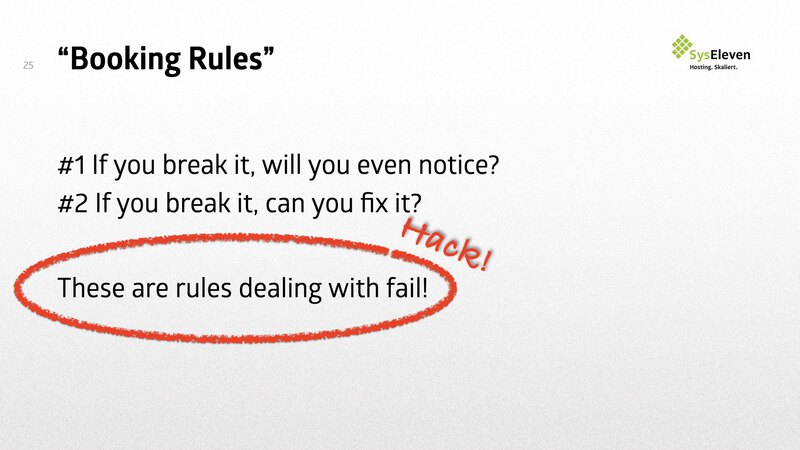 25
“Booking Rules”
SysEleven
Hosting. Skaliert.
#1 If you break it, will you even notice?
#2 If you break it, can you fix it?
Hack!
These are rules dealing with fail!